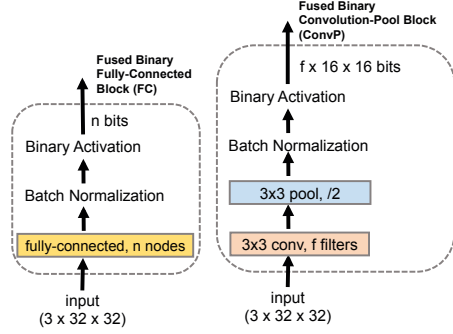 Fused Binary
Fully-Connected
Block (FC)
n bits
Binary Activation
Batch Normalization
fully-connected, n nodes
input
(3 x 32 x 32)
Fused Binary
Convolution-Pool Block
(ConvP)
f x 16 x 16 bits
Binary Activation
Batch Normalization
3x3 pool, /2
3x3 conv, f filters
input
(3 x 32 x 32)